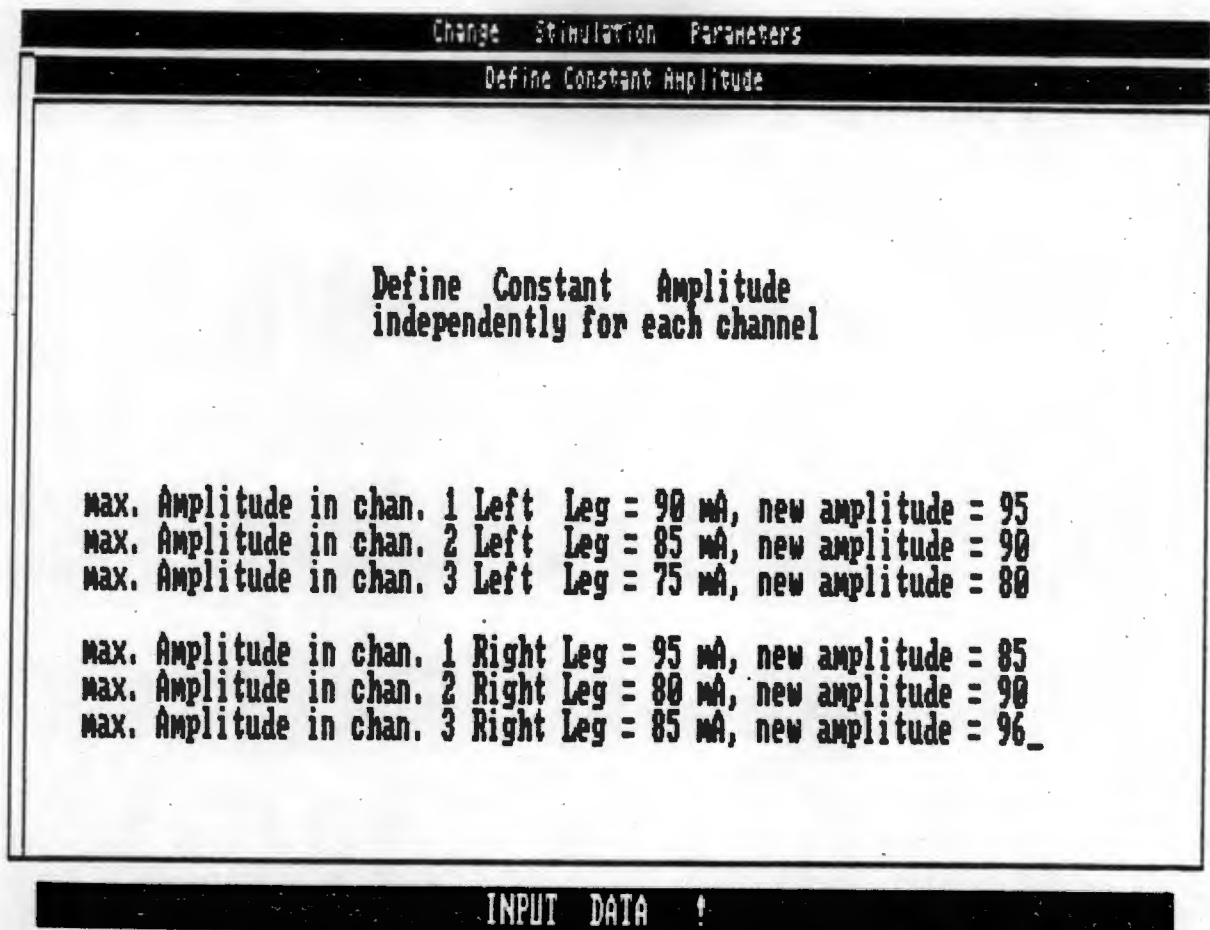 Change Stimulation Parameters
Define Constant Amplitude
Define Constant Amplitude
independently for each channel
max. Amplitude in chan. 1 Left Leg = 90 mA, new amplitude = 95
max. Amplitude in chan. 2 Left Leg = 85 mA, new amplitude = 90
max. Amplitude in chan. 3 Left Leg = 75 mA, new amplitude = 80
max. Amplitude in chan. 1 Right Leg = 95 mA, new amplitude = 85
max. Amplitude in chan. 2 Right Leg = 80 mA, new amplitude = 90
max. Amplitude in chan. 3 Right Leg = 85 mA, new amplitude = 96_
INPUT DATA !